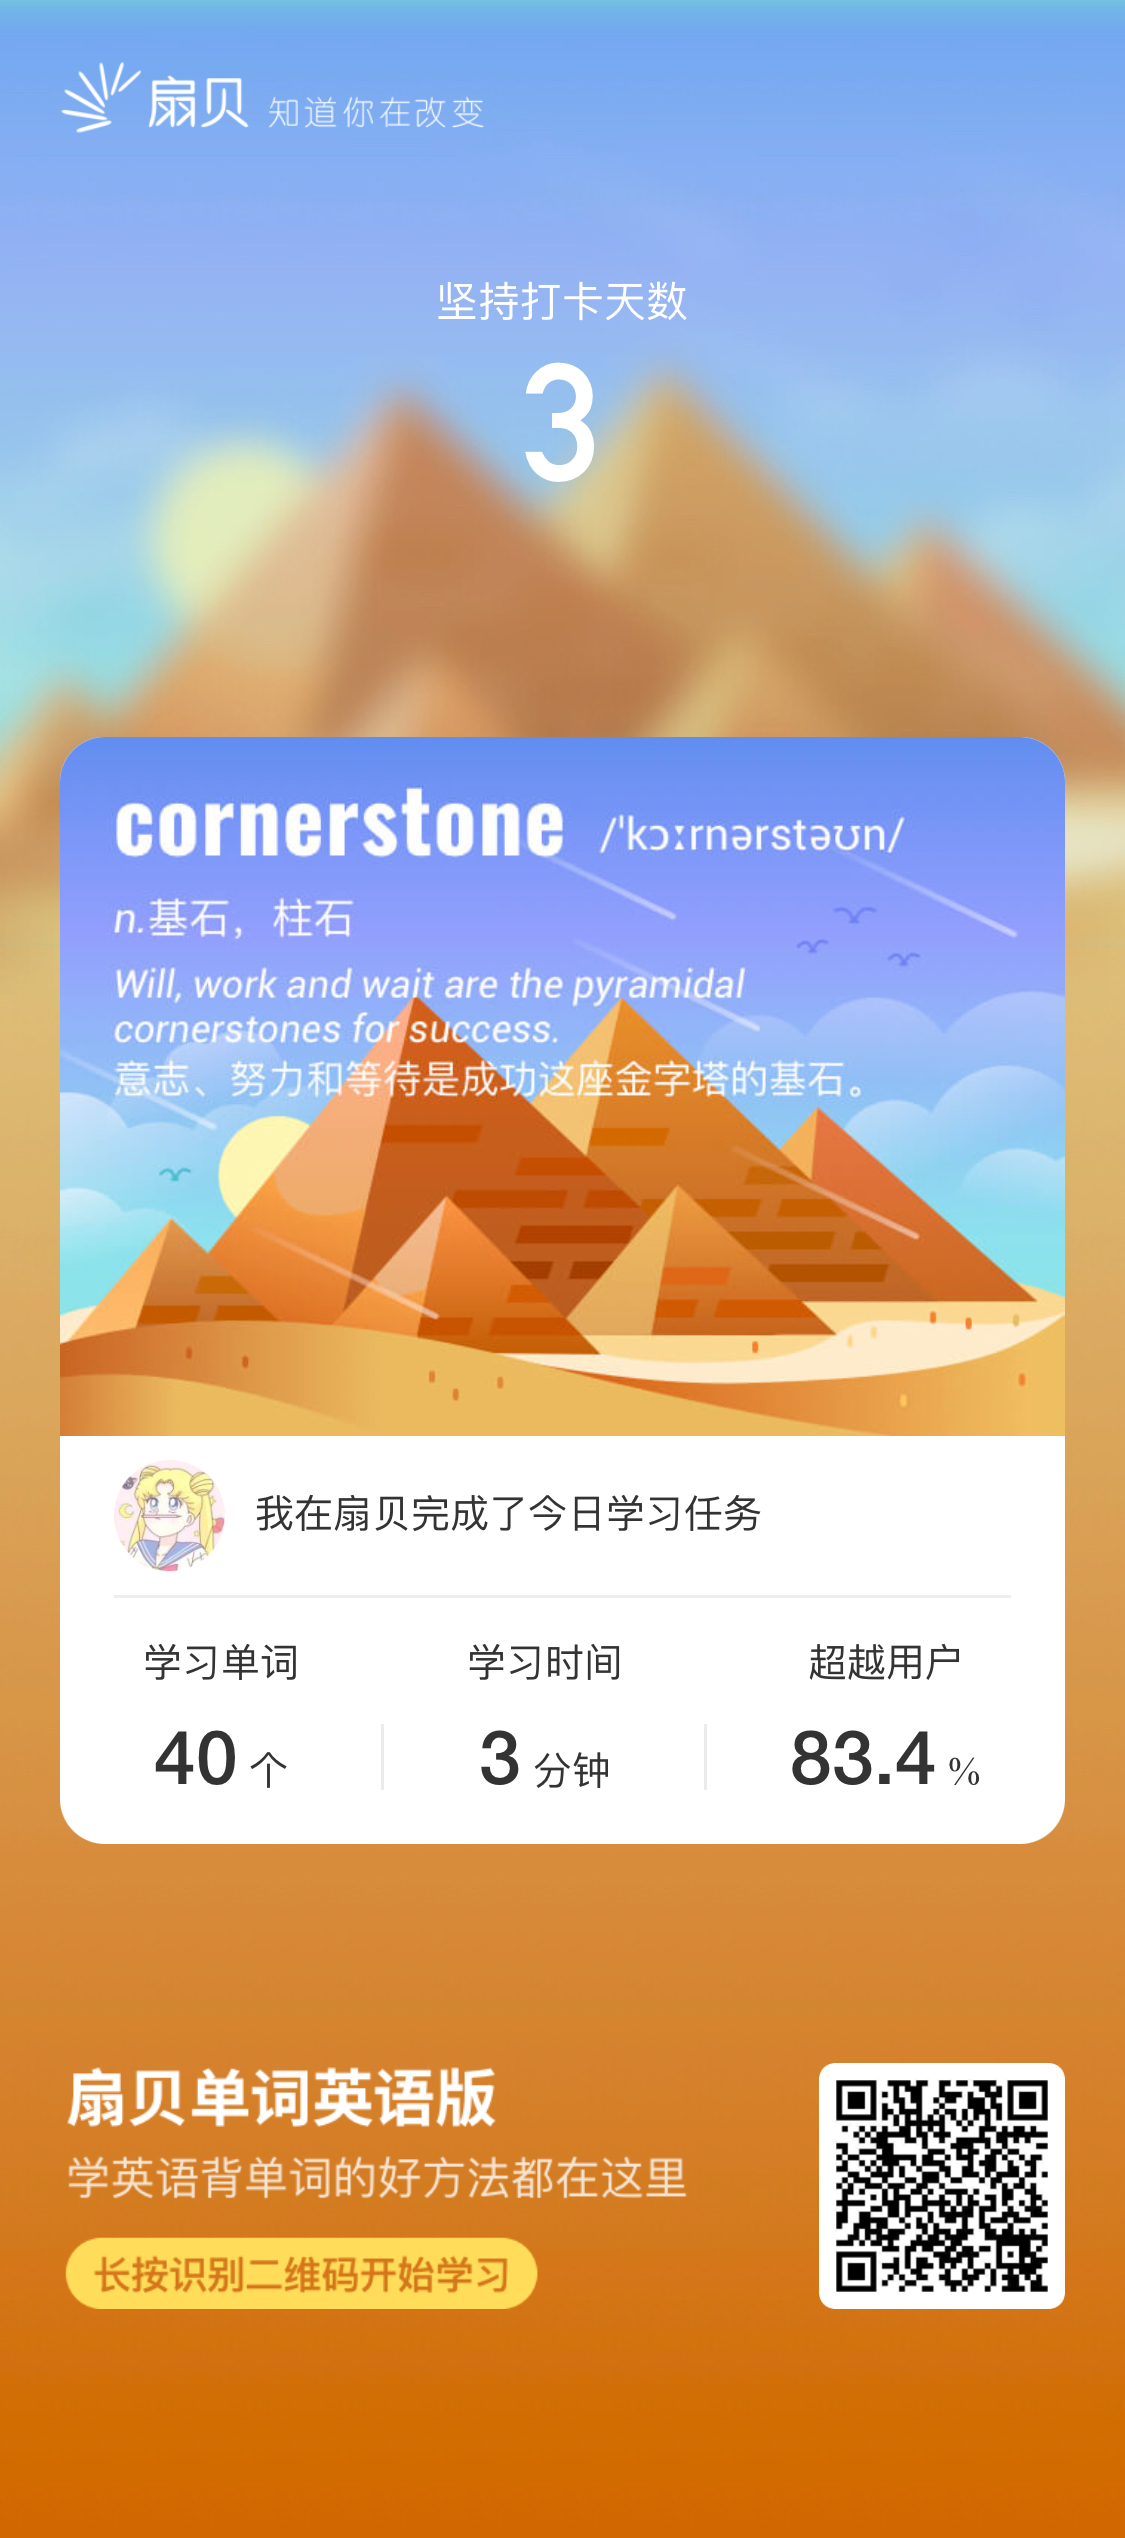 扇贝 知道你在改变
坚持打卡天数
3
cornerstone /ˈkɔːrnərstəʊn/
n.基石，柱石
Will, work and wait are the pyramidal
cornerstones for success.
意志、努力和等待是成功这座金字塔的基石。
我在扇贝完成了今日学习任务
学习单词 学习时间 超越用户
40 个 3 分钟 83.4 %
扇贝单词英语版
学英语背单词的好方法都在这里
长按识别二维码开始学习